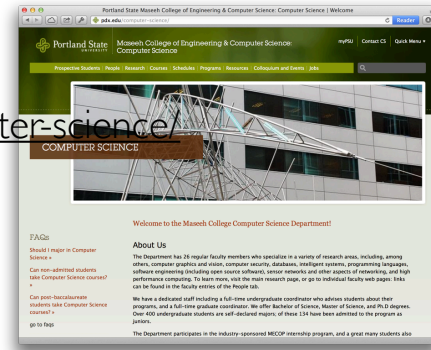 Portland State Maseeh College of Engineering & Computer Science: Computer Science | Welcome
pdx.edu/computer-science/
Reader
Portland State
UNIVERSITY
Maseeh College of Engineering & Computer Science:
Computer Science
myPSU Contact CS Quick Menu
Prospective Students People Research Courses Schedules Programs Resources Colloquium and Events Jobs
ter-science/
COMPUTER SCIENCE
Welcome to the Maseeh College Computer Science Department!
FAQs
Should I major in Computer
Science »
Can non-admitted students
take Computer Science courses?
»
Can post-baccalaureate
students take Computer Science
courses? »
go to faqs
About Us
The Department has 26 regular faculty members who specialize in a variety of research areas, including, among
others, computer graphics and vision, computer security, databases, intelligent systems, programming languages,
software engineering (including open source software), sensor networks and other aspects of networking, and high
performance computing. To learn more, visit the main research page, or go to individual faculty web pages: links
can be found in the faculty entries of the People tab.
We have a dedicated staff including a full-time undergraduate coordinator who advises students about their
programs, and a full-time graduate coordinator. We offer Bachelor of Science, Master of Science, and Ph.D degrees.
Over 400 undergraduate students are self-declared majors; of these 134 have been admitted to the program as
juniors.
The Department participates in the industry-sponsored MECOP internship program, and a great many students also